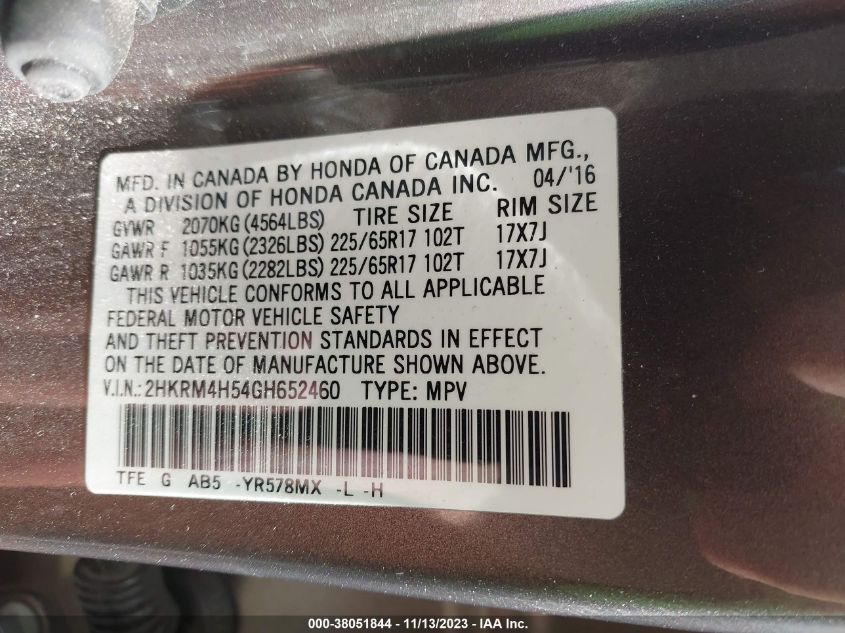 MFD. IN CANADA BY HONDA OF CANADA MFG.,
A DIVISION OF HONDA CANADA INC. 04/'16
GVWR 2070KG (4564LBS) TIRE SIZE RIM SIZE
GAWR F 1055KG (2326LBS) 225/65R17 102T 17X7J
GAWR R 1035KG (2282LBS) 225/65R17 102T 17X7J
THIS VEHICLE CONFORMS TO ALL APPLICABLE
FEDERAL MOTOR VEHICLE SAFETY
AND THEFT PREVENTION STANDARDS IN EFFECT
ON THE DATE OF MANUFACTURE SHOWN ABOVE.
V.I.N.: 2HKRM4H54GH652460 TYPE: MPV
TFE G AB5 -YR578MX -L -H
000-38051844 - 11/13/2023 - IAA Inc.